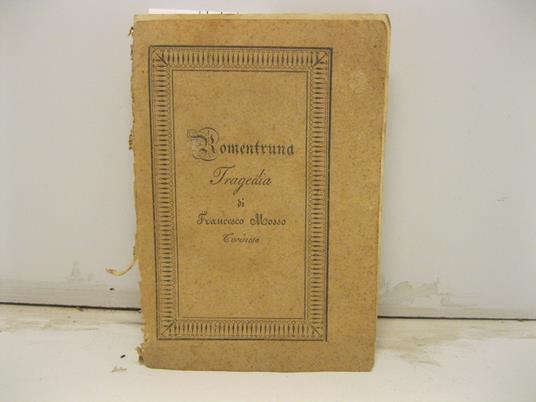 Romentruna
Tragedia
di
Francesco Mosso
Torinese